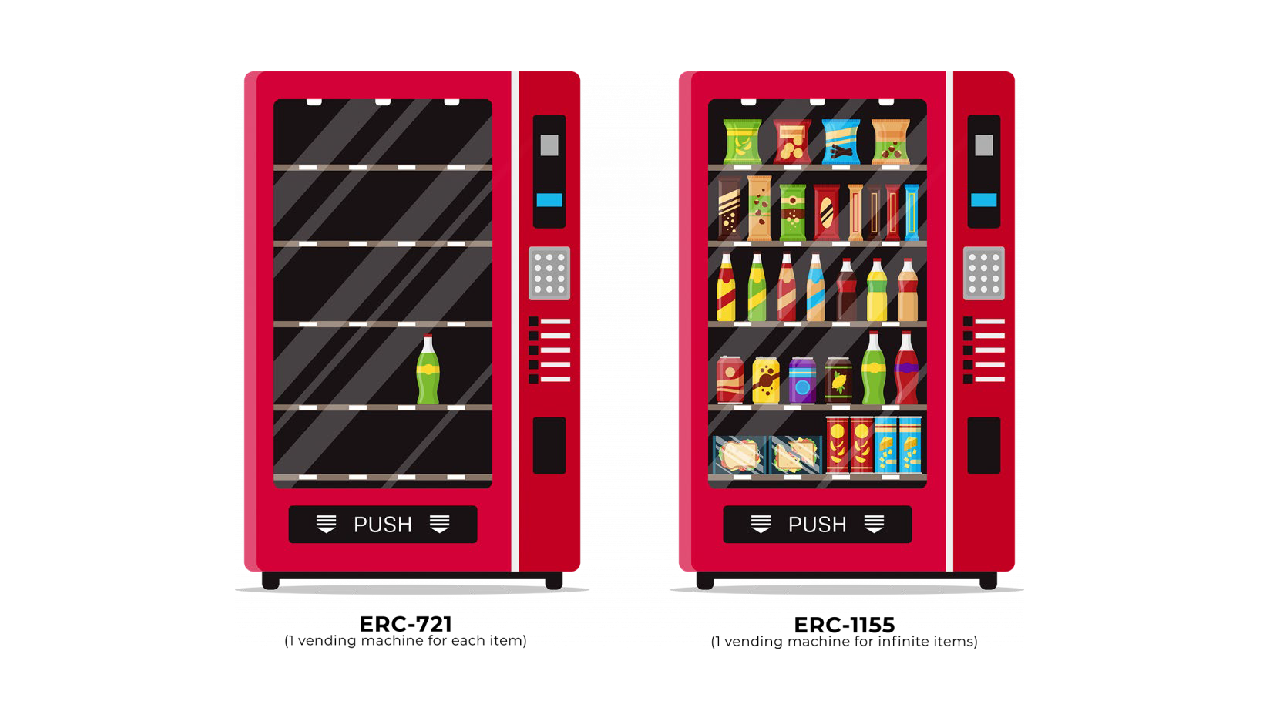 PUSH
PUSH
ERC-721
(1 vending machine for each item)
ERC-1155
(1 vending machine for infinite items)